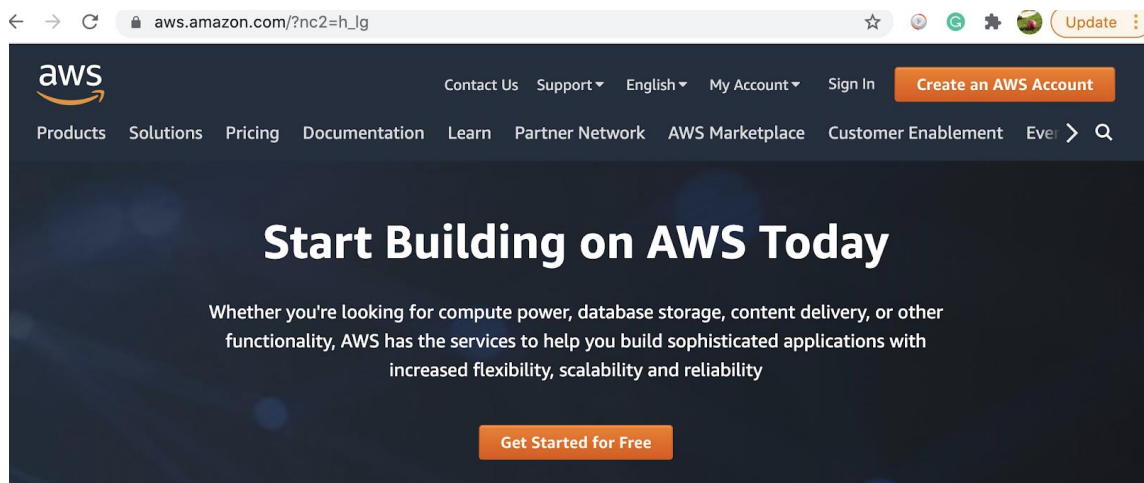 aws.amazon.com/?nc2=h_lg
Update
aws
Contact Us Support English My Account Sign In Create an AWS Account
Products Solutions Pricing Documentation Learn Partner Network AWS Marketplace Customer Enablement Ever
Start Building on AWS Today
Whether you're looking for compute power, database storage, content delivery, or other
functionality, AWS has the services to help you build sophisticated applications with
increased flexibility, scalability and reliability
Get Started for Free